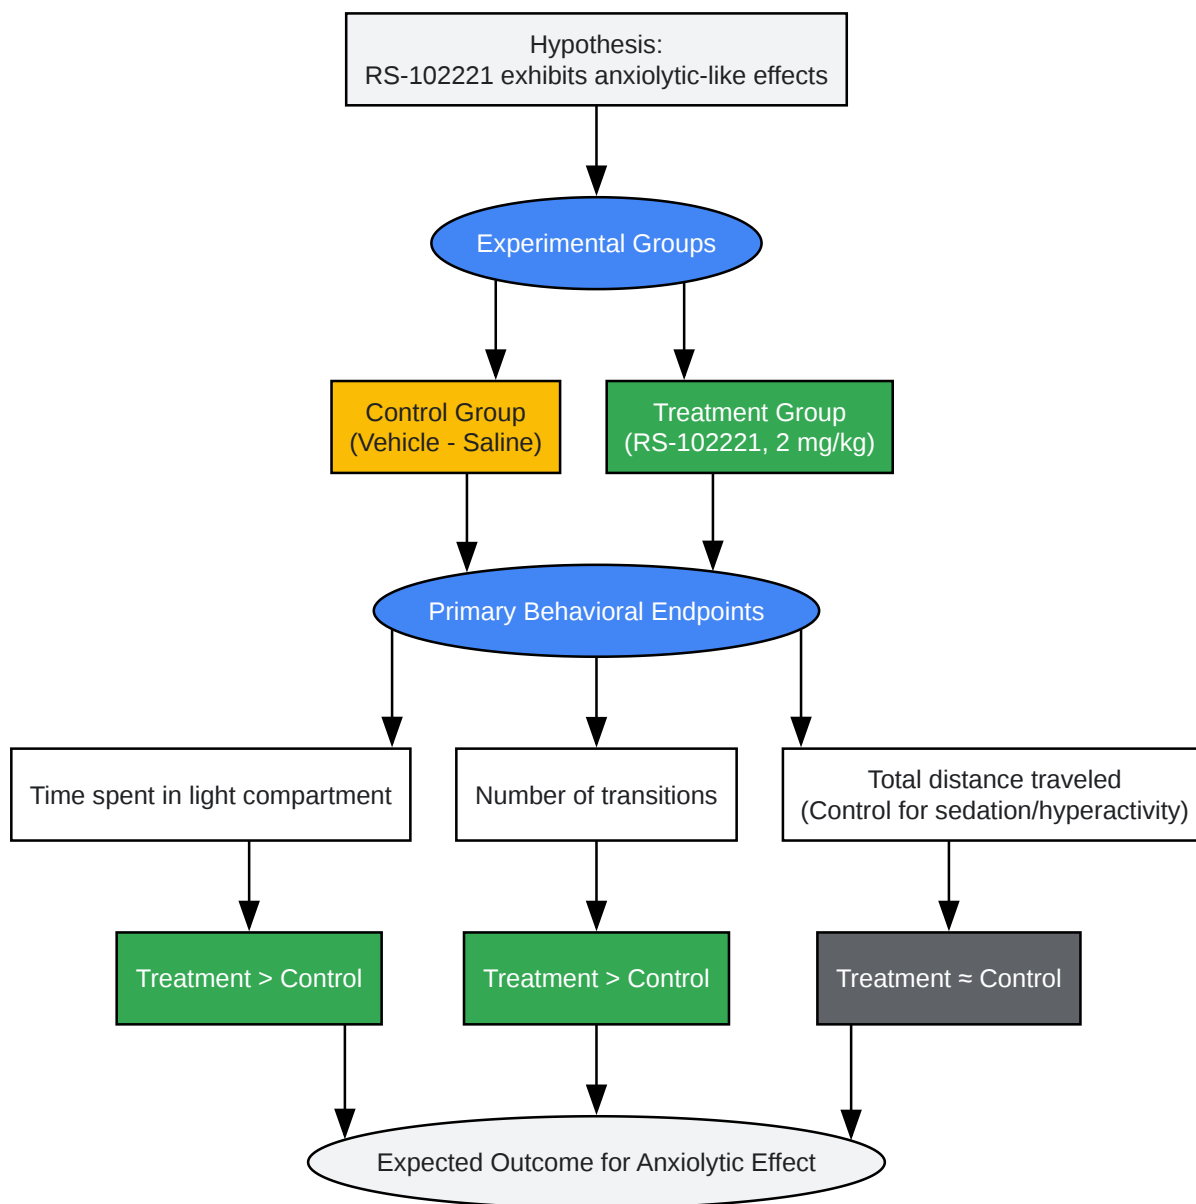 Hypothesis:
RS-102221 exhibits anxiolytic-like effects
Experimental Groups
Control Group
(Vehicle - Saline)
Treatment Group
(RS-102221, 2 mg/kg)
Primary Behavioral Endpoints
Time spent in light compartment
Number of transitions
Total distance traveled
(Control for sedation/hyperactivity)
Treatment > Control
Treatment > Control
Treatment ≈ Control
Expected Outcome for Anxiolytic Effect